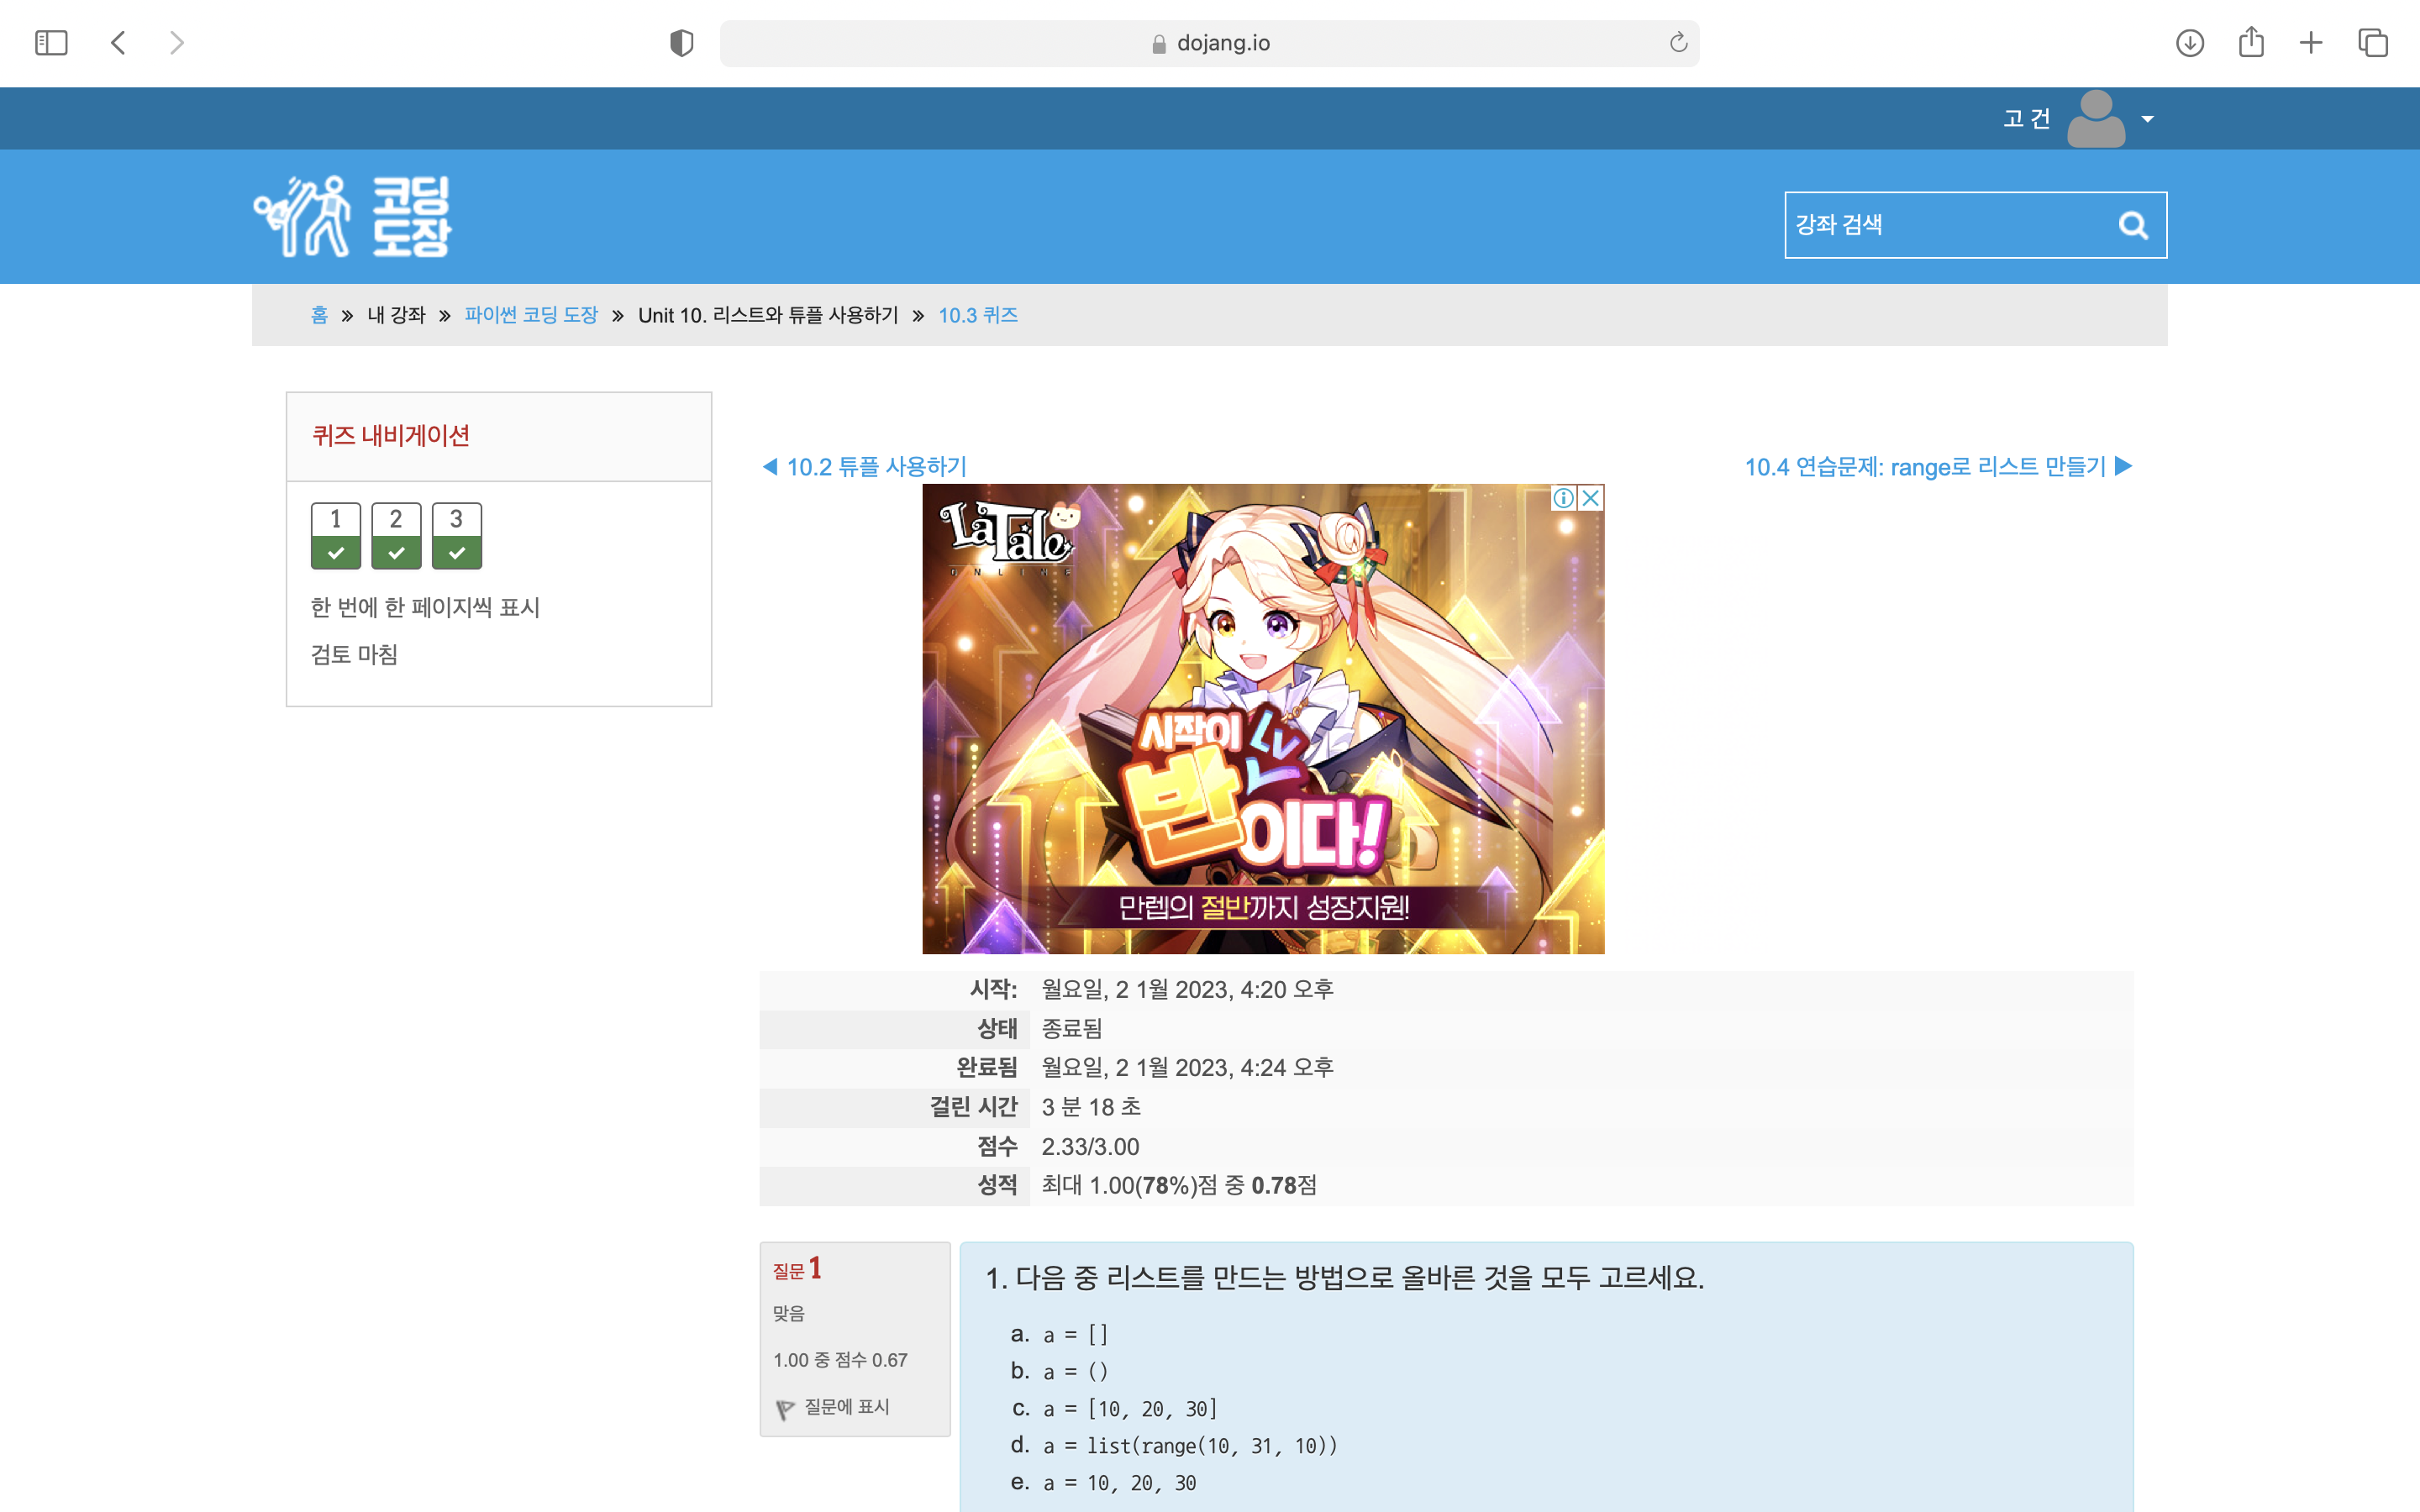 dojang.io
고 건
코딩
도장
강좌 검색
홈 » 내 강좌 » 파이썬 코딩 도장 » Unit 10. 리스트와 튜플 사용하기 » 10.3 퀴즈
퀴즈 내비게이션
1 2 3
한 번에 한 페이지씩 표시
검토 마침
◀ 10.2 튜플 사용하기
10.4 연습문제: range로 리스트 만들기 ▶
LaTale
ONLINE
시작이 LV
반이다!
만렙의 절반까지 성장지원!
시작: 월요일, 2 1월 2023, 4:20 오후
상태 종료됨
완료됨 월요일, 2 1월 2023, 4:24 오후
걸린 시간 3 분 18 초
점수 2.33/3.00
성적 최대 1.00(78%)점 중 0.78점
질문 1
맞음
1.00 중 점수 0.67
질문에 표시
1. 다음 중 리스트를 만드는 방법으로 올바른 것을 모두 고르세요.
a. a = []
b. a = ()
c. a = [10, 20, 30]
d. a = list(range(10, 31, 10))
e. a = 10, 20, 30